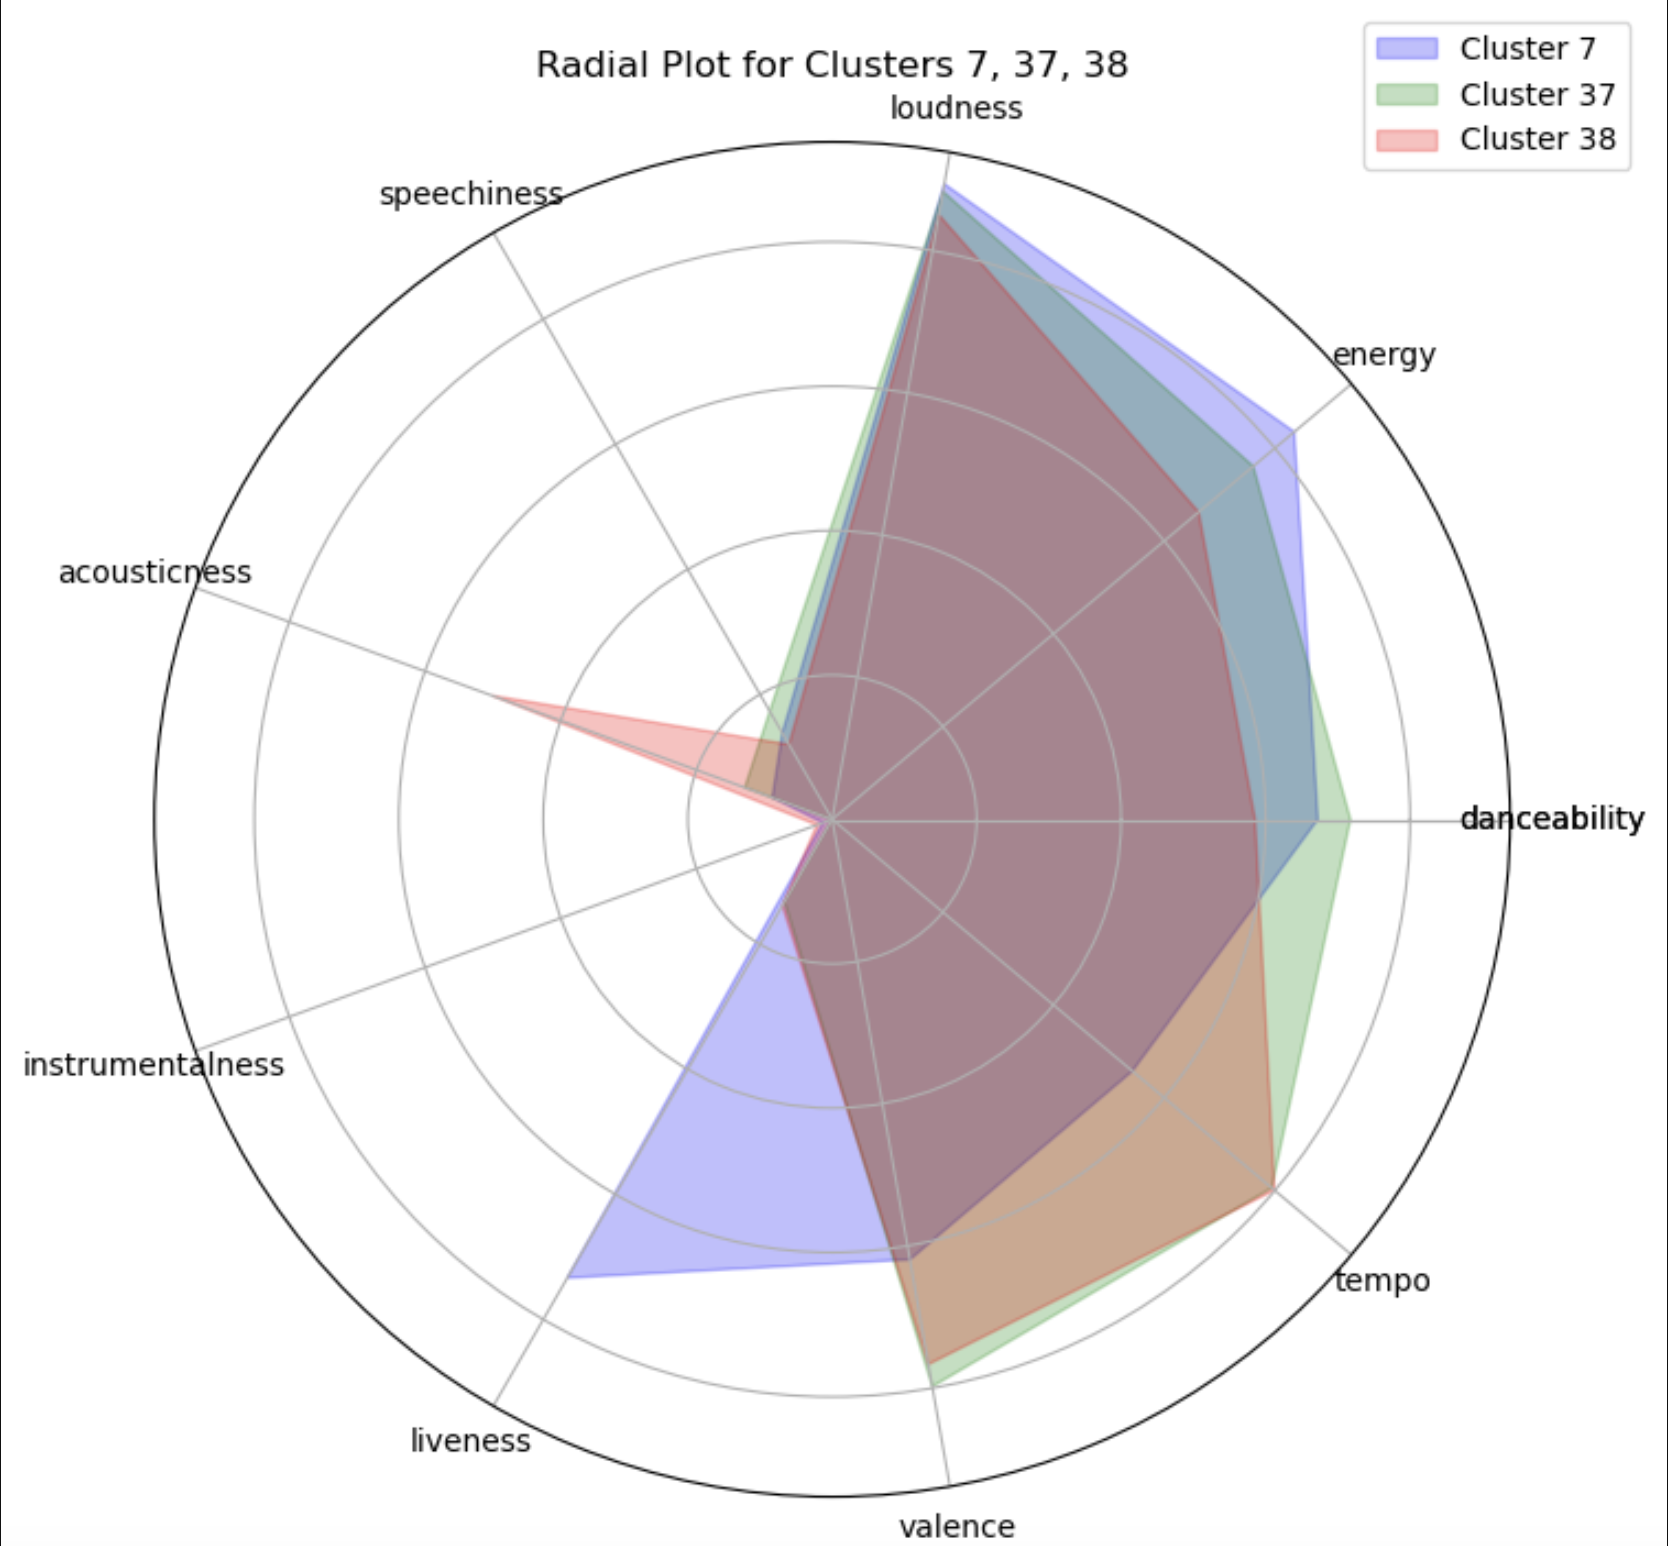 Radial Plot for Clusters 7, 37, 38
Cluster 7
Cluster 37
Cluster 38
loudness
speechiness
energy
acousticness
danceability
instrumentalness
tempo
liveness
valence